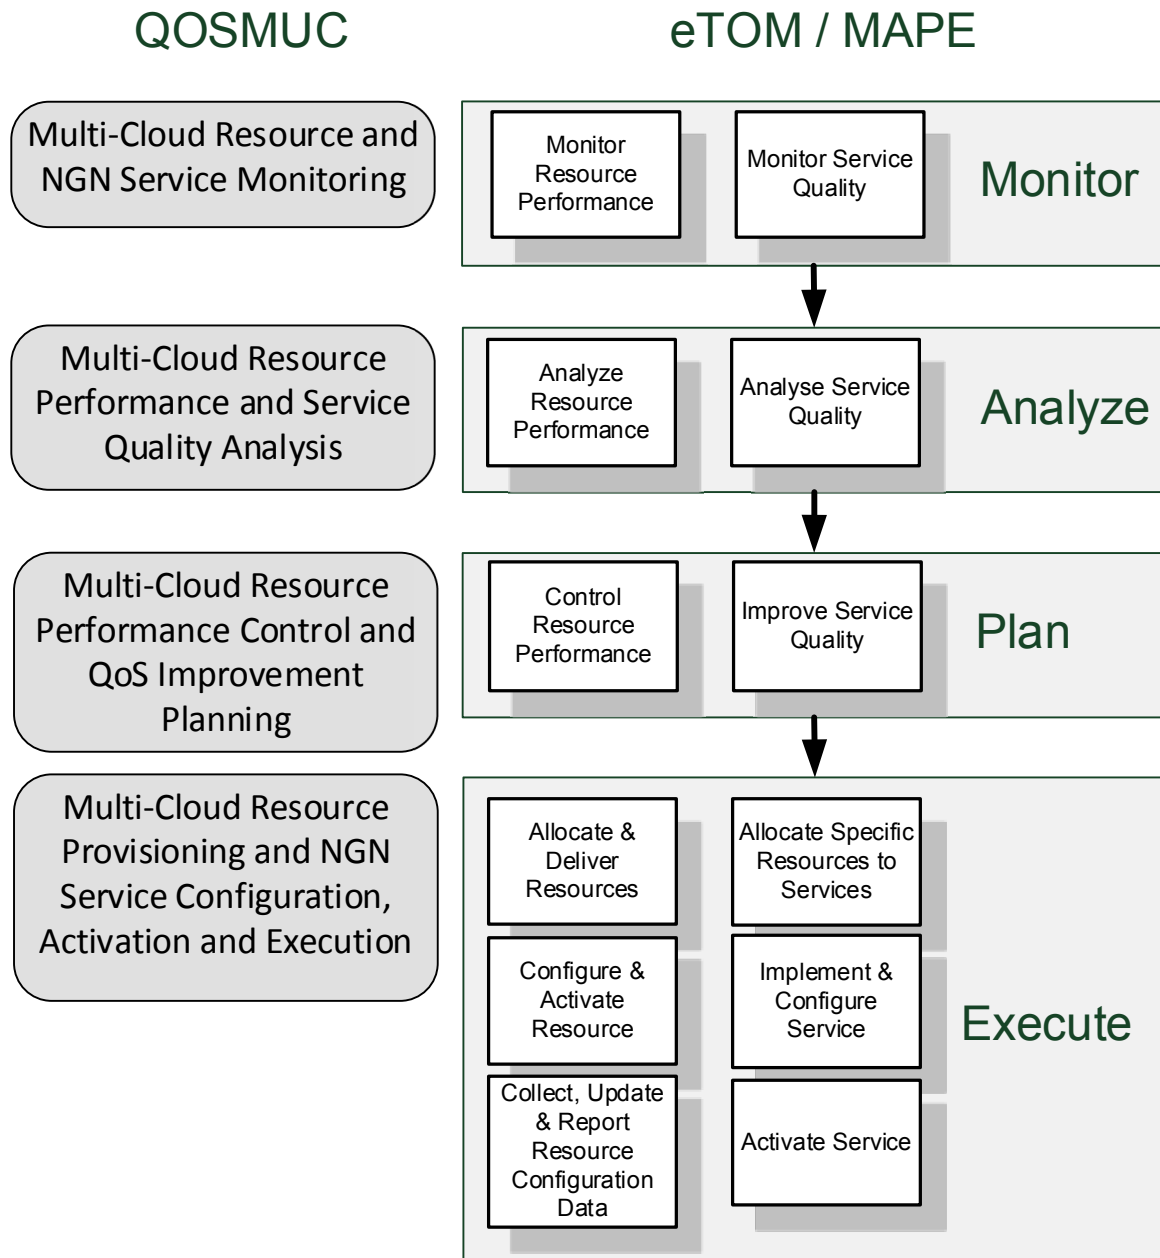 QOSMUC
eTOM / MAPE
Multi-Cloud Resource and
NGN Service Monitoring
Monitor
Resource
Performance
Monitor Service
Quality
Monitor
Multi-Cloud Resource
Performance and Service
Quality Analysis
Analyze
Resource
Performance
Analyse Service
Quality
Analyze
Multi-Cloud Resource
Performance Control and
QoS Improvement
Planning
Control
Resource
Performance
Improve Service
Quality
Plan
Multi-Cloud Resource
Provisioning and NGN
Service Configuration,
Activation and Execution
Allocate &
Deliver
Resources
Allocate Specific
Resources to
Services
Configure &
Activate
Resource
Implement &
Configure
Service
Collect, Update
& Report
Resource
Configuration
Data
Activate Service
Execute